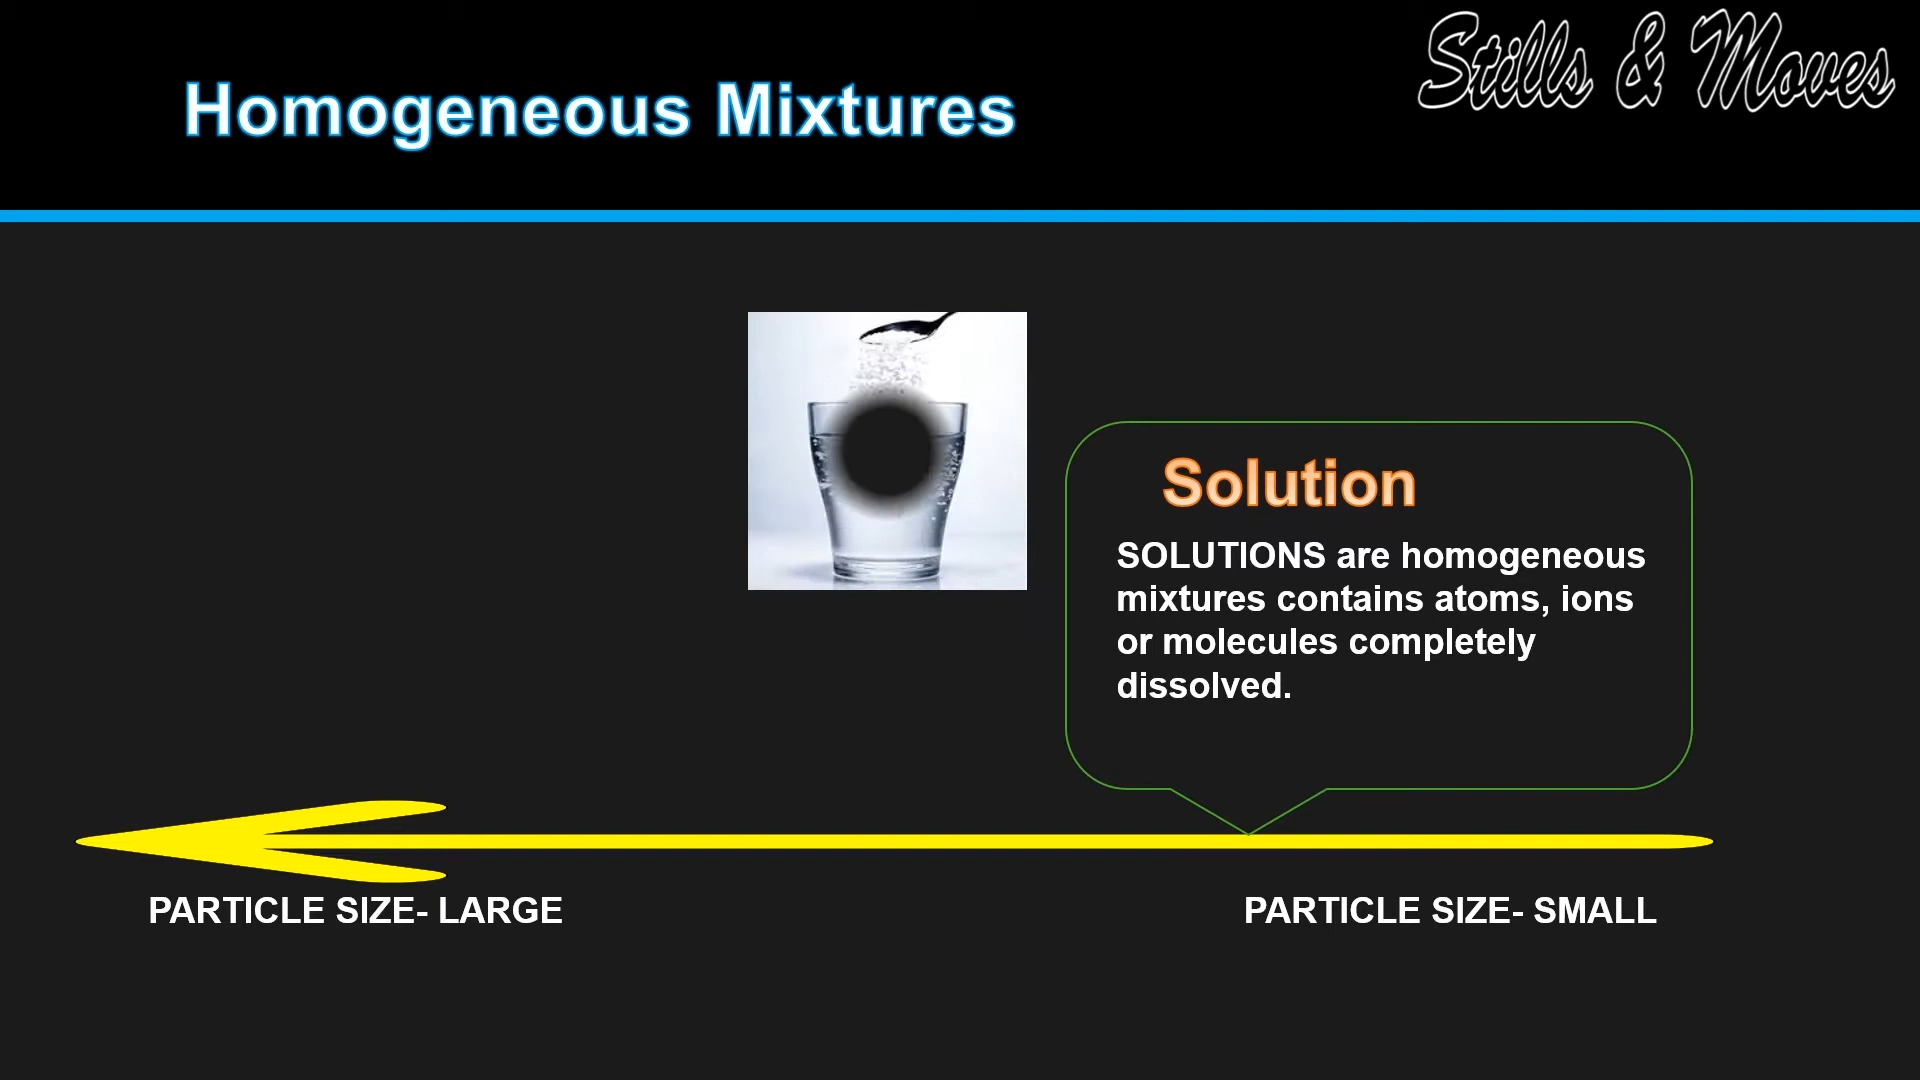 Stills & Moves
Homogeneous Mixtures
Solution
SOLUTIONS are homogeneous
mixtures contains atoms, ions
or molecules completely
dissolved.
PARTICLE SIZE- LARGE
PARTICLE SIZE- SMALL